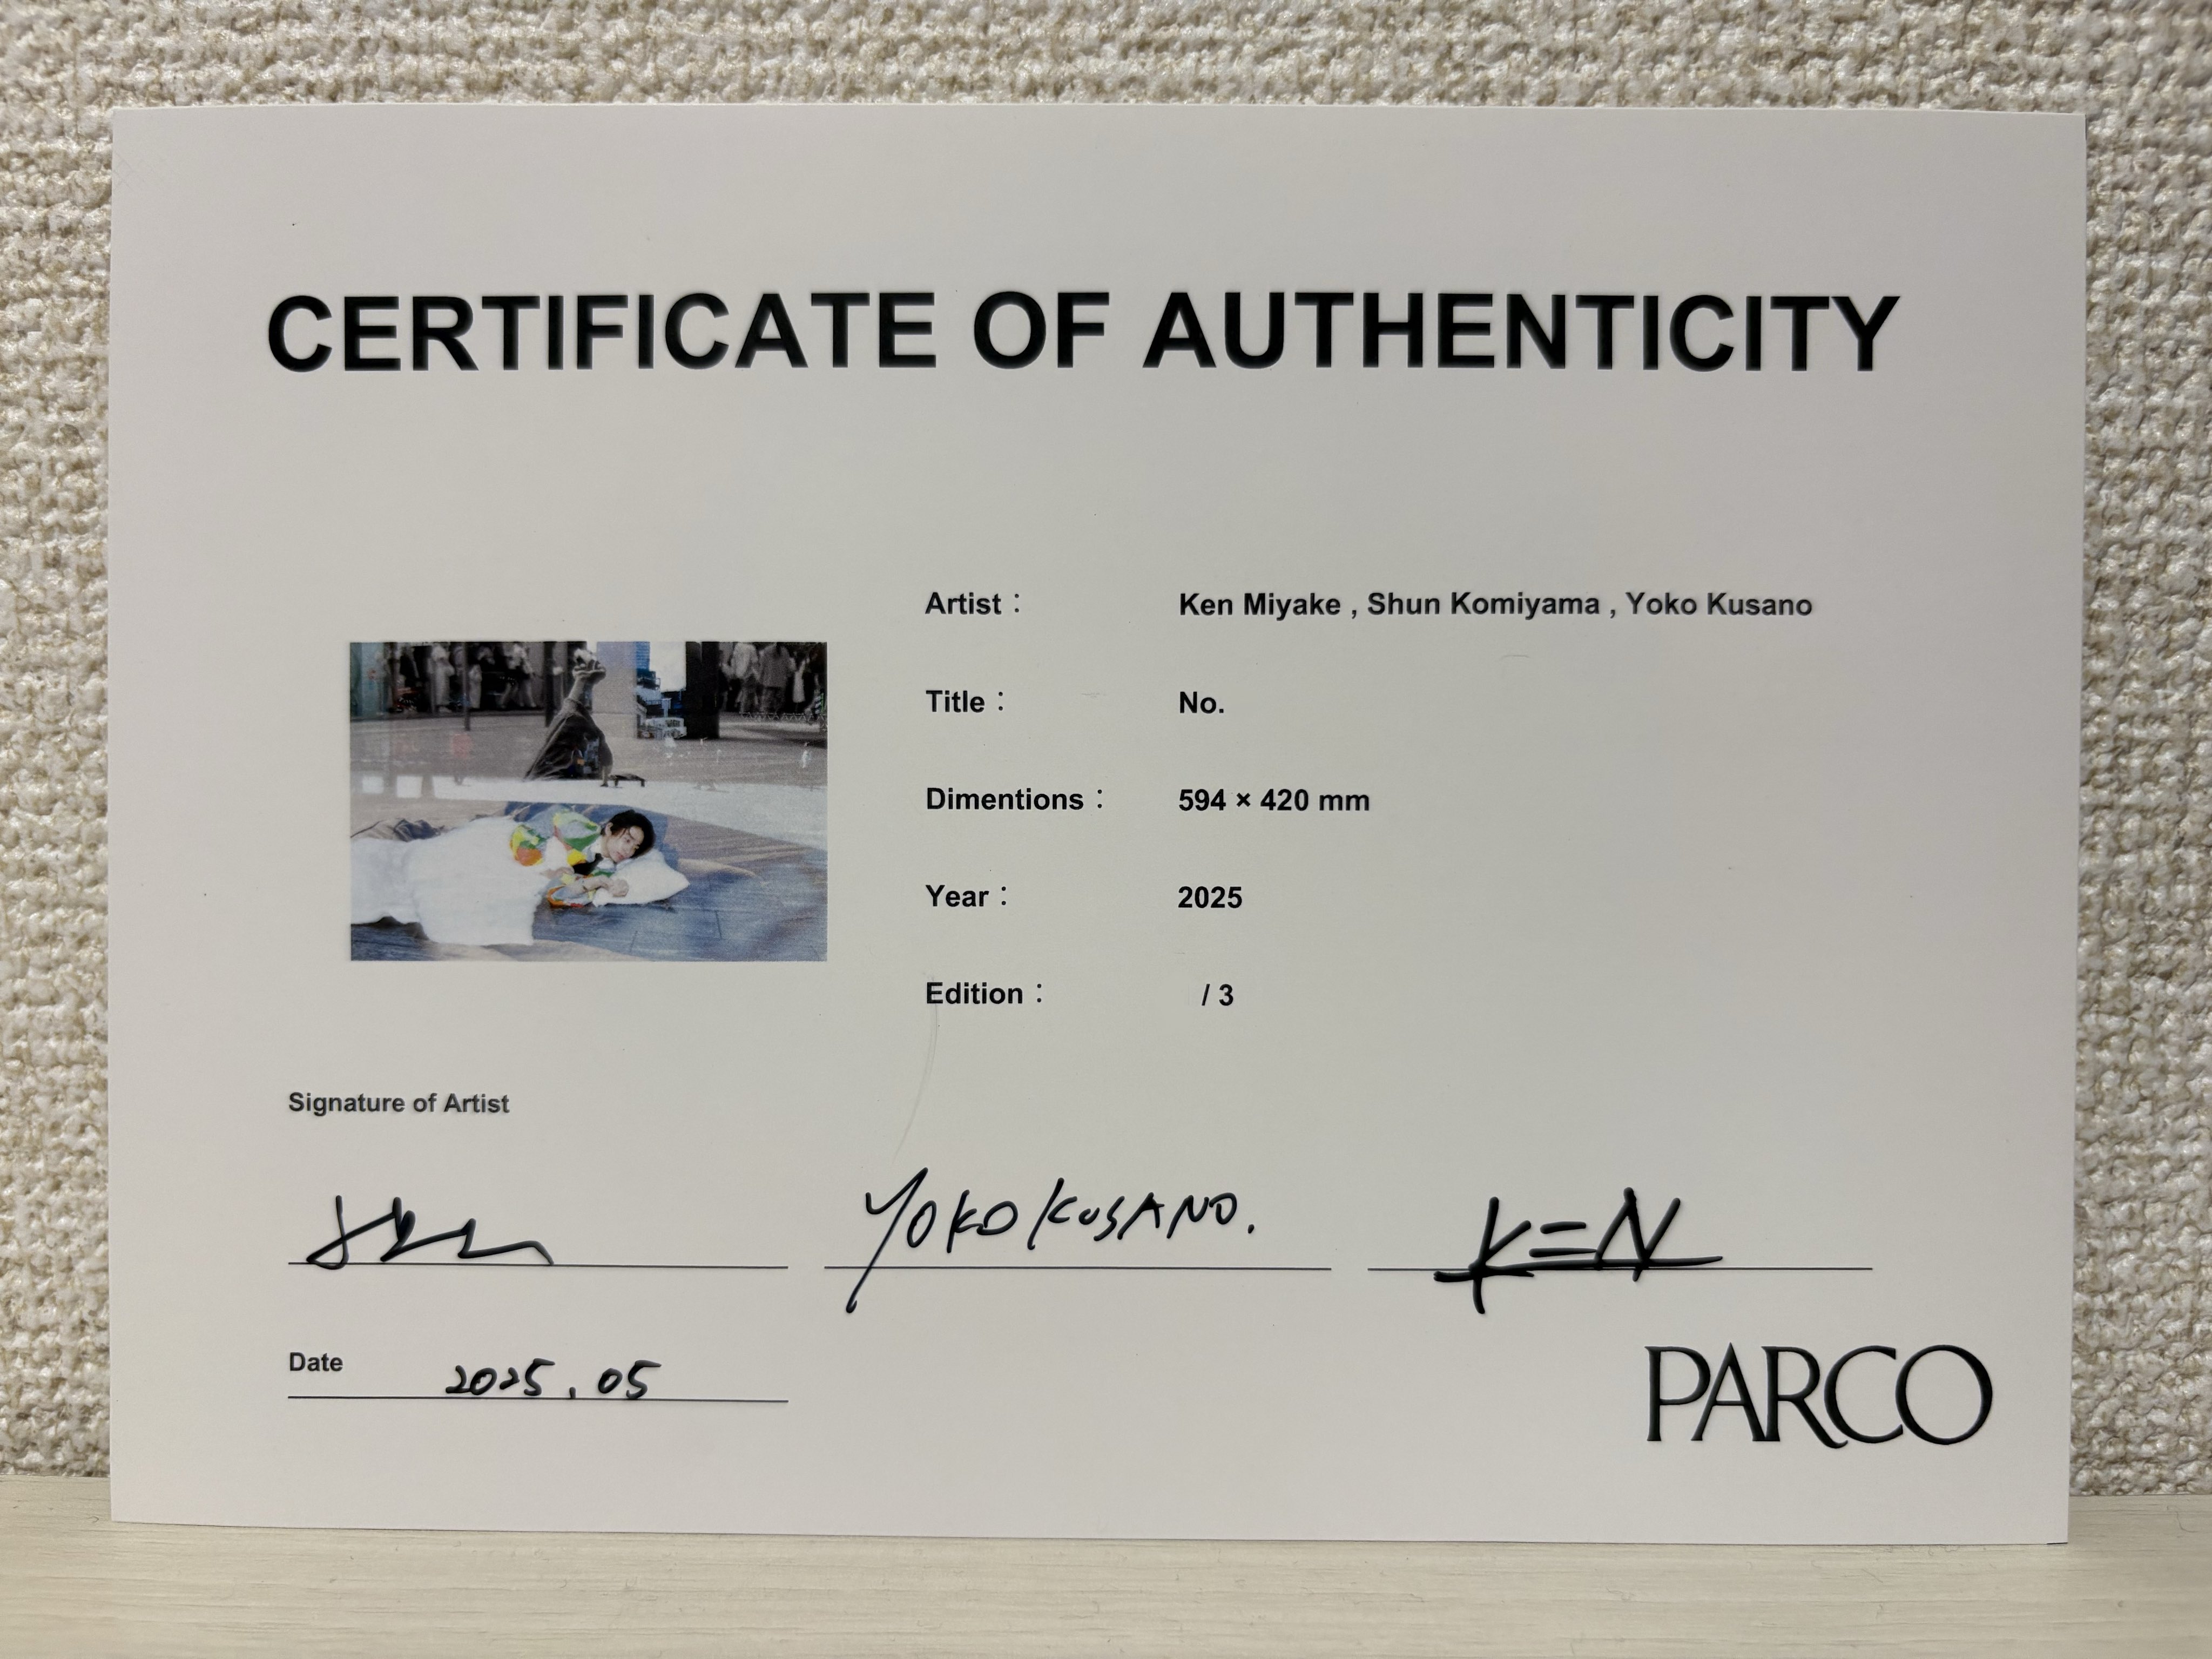 CERTIFICATE OF AUTHENTICITY
Artist： Ken Miyake , Shun Komiyama , Yoko Kusano
Title： No.
Dimentions： 594 × 420 mm
Year： 2025
Edition： / 3
Signature of Artist
Shun YOKO KUSANO. KEN
Date 2025.05
PARCO